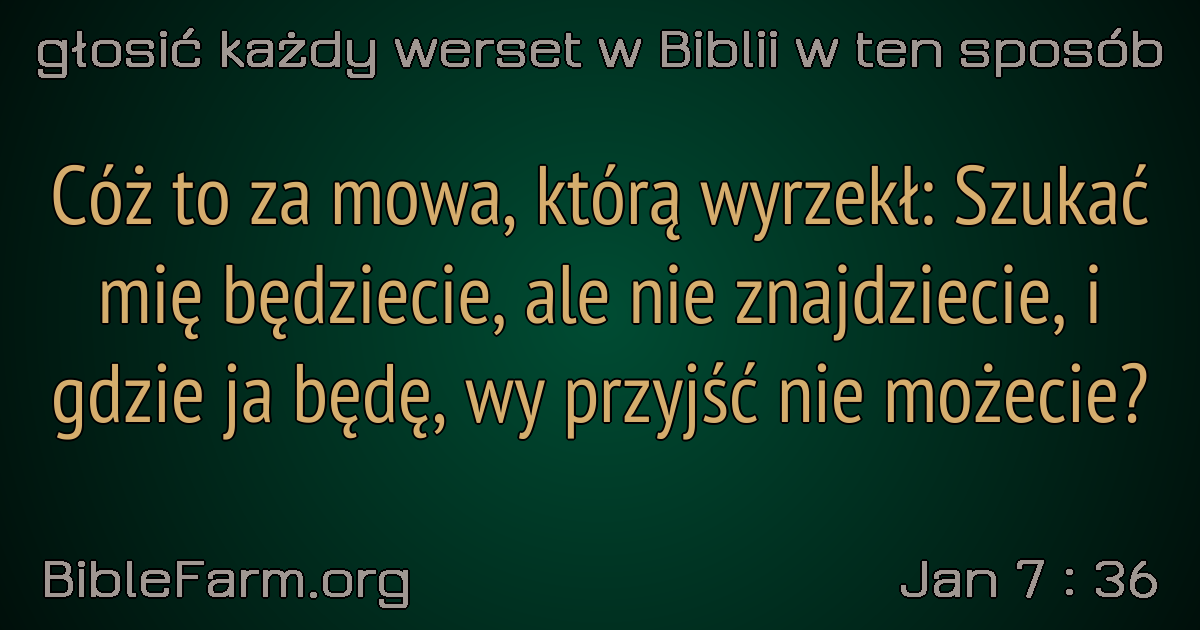 głosić każdy werset w Biblii w ten sposób
Cóż to za mowa, którą wyrzekł: Szukać
mię będziecie, ale nie znajdziecie, i
gdzie ja będę, wy przyjść nie możecie?
BibleFarm.org
Jan 7 : 36